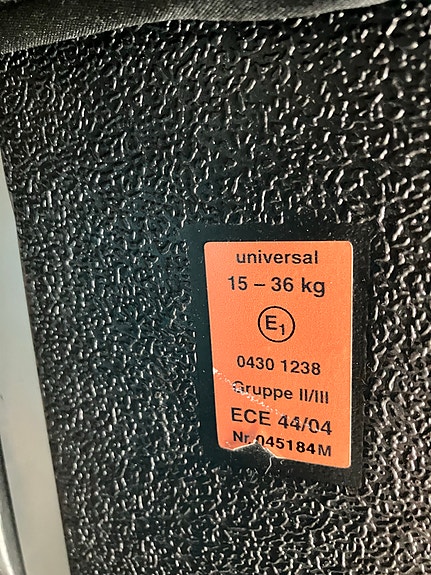 universal
15 – 36 kg
E1
0430 1238
Gruppe II/III
ECE 44/04
Nr. 045184M